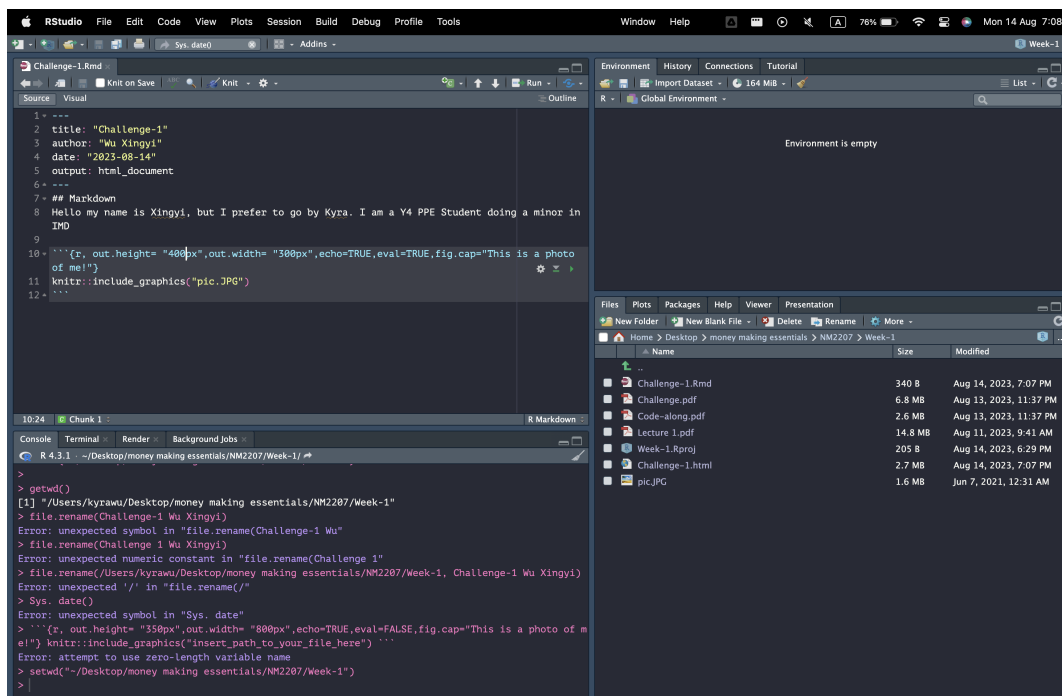 RStudio File Edit Code View Plots Session Build Debug Profile Tools Window Help A 76% Mon 14 Aug 7:08
Sys. date() Addins Week-1
Challenge-1.Rmd
Knit on Save ABC Knit Run
Source Visual Outline
1 ---
2 title: "Challenge-1"
3 author: "Wu Xingyi"
4 date: "2023-08-14"
5 output: html_document
6 ---
7 ## Markdown
8 Hello my name is Xingyi, but I prefer to go by Kyra. I am a Y4 PPE Student doing a minor in
IMD
9
10 ```{r, out.height= "400px",out.width= "300px",echo=TRUE,eval=TRUE,fig.cap="This is a photo
of me!"}
11 knitr::include_graphics("pic.JPG")
12 ```
10:24 Chunk 1 R Markdown
Console Terminal Render Background Jobs
R 4.3.1 · ~/Desktop/money making essentials/NM2207/Week-1/
>
> getwd()
[1] "/Users/kyrawu/Desktop/money making essentials/NM2207/Week-1"
> file.rename(Challenge-1 Wu Xingyi)
Error: unexpected symbol in "file.rename(Challenge-1 Wu"
> file.rename(Challenge 1 Wu Xingyi)
Error: unexpected numeric constant in "file.rename(Challenge 1"
> file.rename(/Users/kyrawu/Desktop/money making essentials/NM2207/Week-1, Challenge-1 Wu Xingyi)
Error: unexpected '/' in "file.rename(/"
> Sys. date()
Error: unexpected symbol in "Sys. date"
> ```{r, out.height= "350px",out.width= "800px",echo=TRUE,eval=FALSE,fig.cap="This is a photo of m
e!"} knitr::include_graphics("insert_path_to_your_file_here") ```
Error: attempt to use zero-length variable name
> setwd("~/Desktop/money making essentials/NM2207/Week-1")
>
Environment History Connections Tutorial
Import Dataset 164 MiB List
R Global Environment
Environment is empty
Files Plots Packages Help Viewer Presentation
New Folder New Blank File Delete Rename More
Home Desktop money making essentials NM2207 Week-1
Name Size Modified
..
Challenge-1.Rmd 340 B Aug 14, 2023, 7:07 PM
Challenge.pdf 6.8 MB Aug 13, 2023, 11:37 PM
Code-along.pdf 2.6 MB Aug 13, 2023, 11:37 PM
Lecture 1.pdf 14.8 MB Aug 11, 2023, 9:41 AM
Week-1.Rproj 205 B Aug 14, 2023, 6:29 PM
Challenge-1.html 2.7 MB Aug 14, 2023, 7:07 PM
pic.JPG 1.6 MB Jun 7, 2021, 12:31 AM